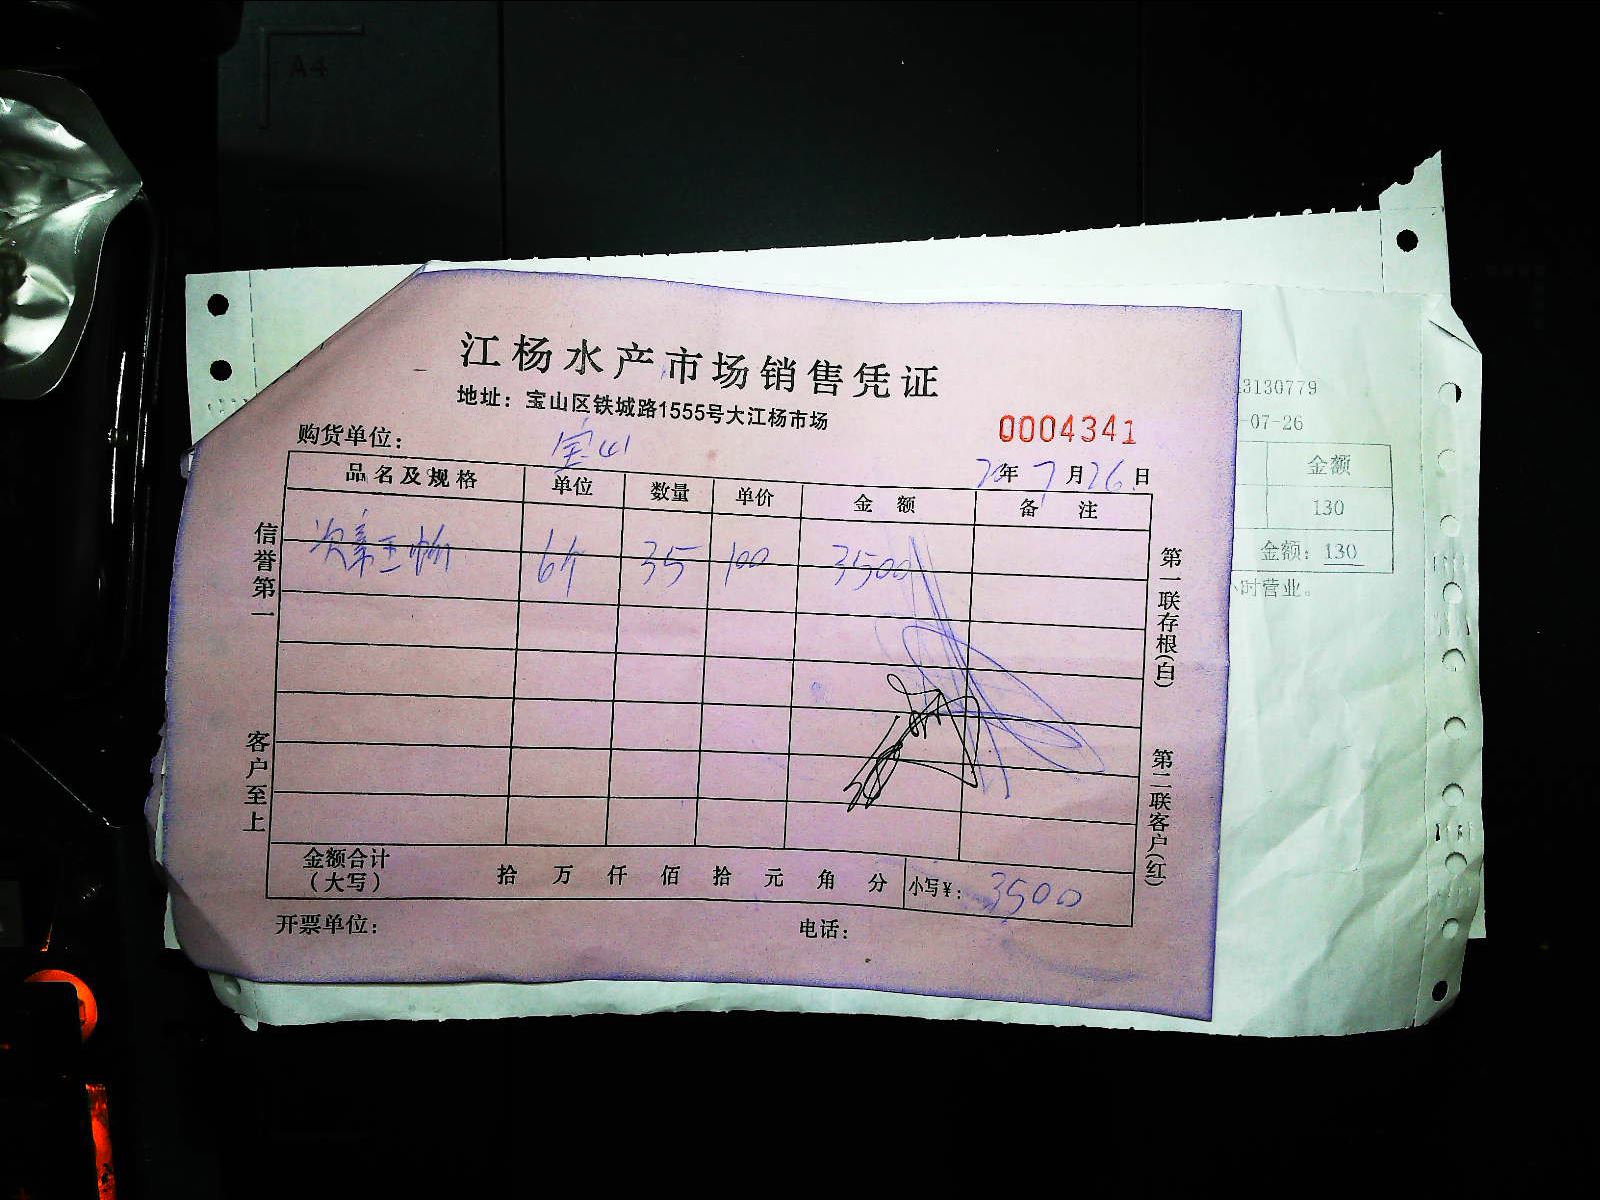 A4
江杨水产市场销售凭证
地址：宝山区铁城路1555号大江杨市场
0004341
购货单位：宝山
20年7月26日
品名及规格 单位 数量 单价 金额 备注
35 100 3500
金额合计（大写） 拾 万 仟 佰 拾 元 角 分 小写￥：3500
开票单位： 电话：
信誉第一
客户至上
第一联存根(白)
第二联客户(红)
3130779
-07-26
金额
130
金额：130
小时营业。